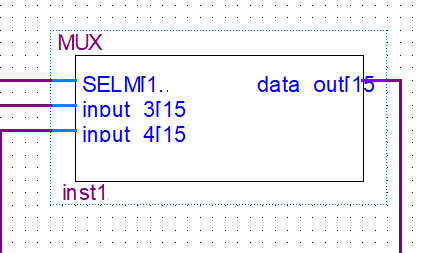 MUX
SELM[1.. data_out[15
input_3[15
input_4[15
inst1